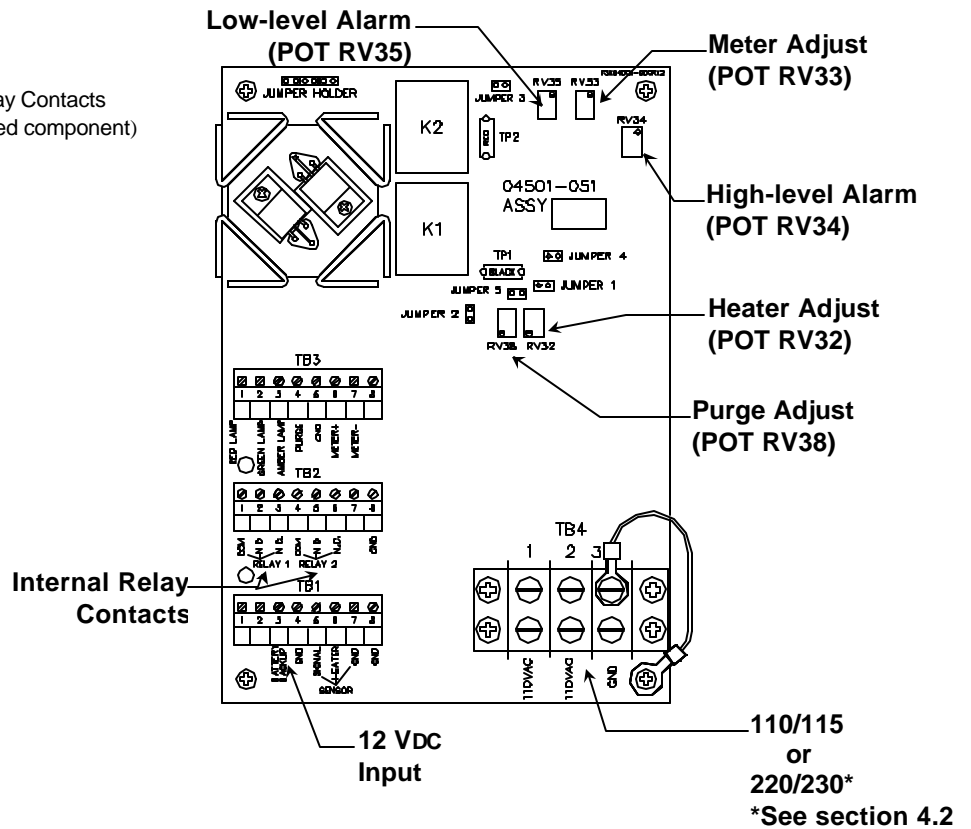 Low-level Alarm
(POT RV35)
Meter Adjust
(POT RV33)
ay Contacts
ed component)
JUMPER HOLDER
JUMPER 3
RV35 RV33
RV34
K2
TP2
RED
04501-051
ASSY
High-level Alarm
(POT RV34)
K1
TP1
BLACK
JUMPER 4
JUMPER 5
JUMPER 1
JUMPER 2
RV38 RV32
Heater Adjust
(POT RV32)
Purge Adjust
(POT RV38)
TB3
1 2 3 4 5 6 7 8
RED LAMP
GREEN LAMP
AMBER LAMP
PURGE
GND
METER+
METER-
TB2
1 2 3 4 5 6 7 8
COM
COM
GND
RELAY 1 RELAY 2
TB4
1 2 3
Internal Relay
Contacts
TB1
1 2 3 4 5 6 7 8
BATTERY
BACKUP
GND
SIGNAL
HEATER
GND
GND
SENSOR
110VAC
110VAC
GND
12 VDC
Input
110/115
or
220/230*
*See section 4.2